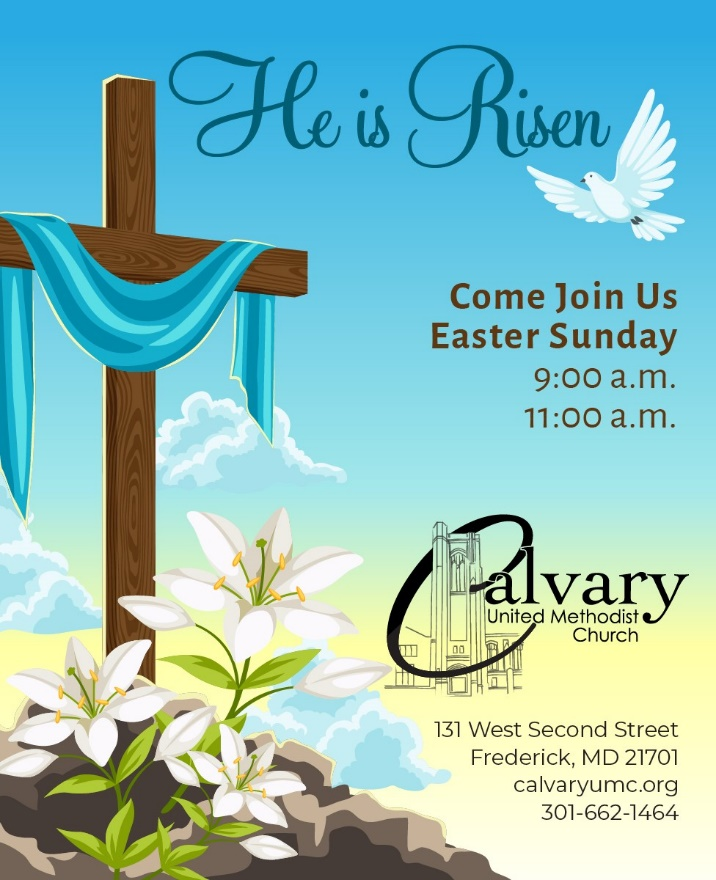 He is Risen
Come Join Us
Easter Sunday
9:00 a.m.
11:00 a.m.
Calvary
United Methodist
Church
131 West Second Street
Frederick, MD 21701
calvaryumc.org
301-662-1464